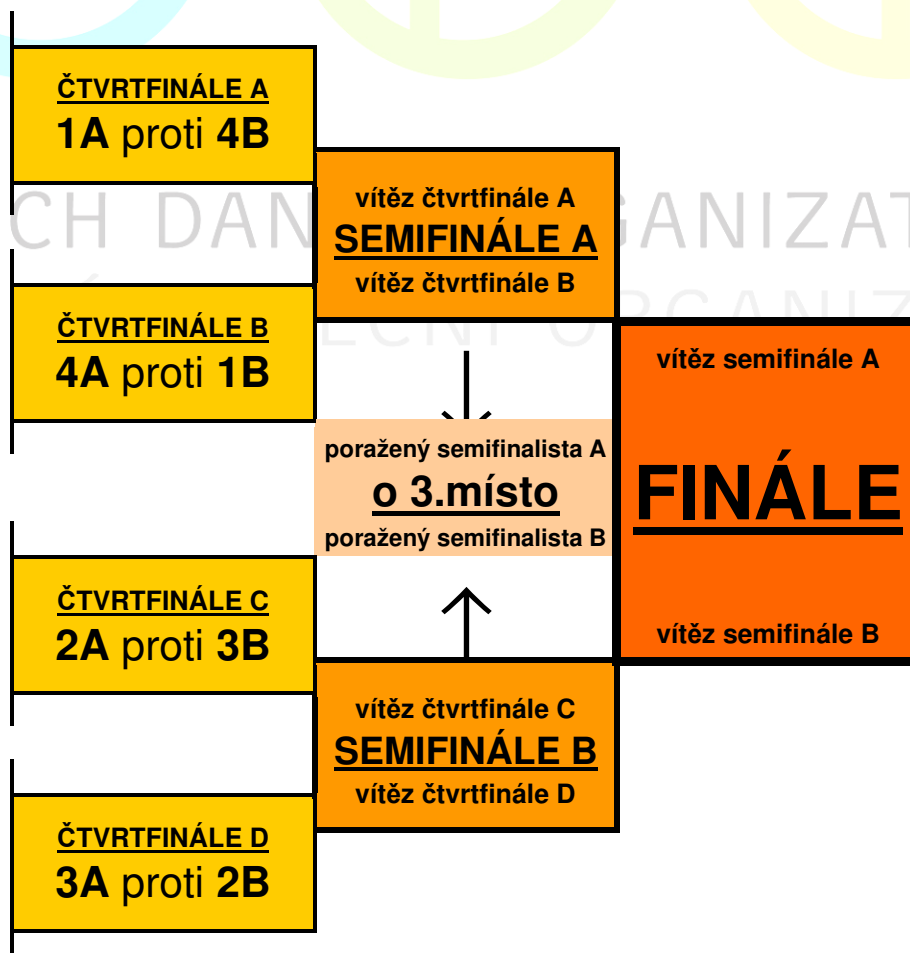 ČTVRTFINÁLE A
1A proti 4B
vítěz čtvrtfinále A
SEMIFINÁLE A
vítěz čtvrtfinále B
ČTVRTFINÁLE B
4A proti 1B
vítěz semifinále A
FINÁLE
vítěz semifinále B
poražený semifinalista A
o 3.místo
poražený semifinalista B
ČTVRTFINÁLE C
2A proti 3B
vítěz čtvrtfinále C
SEMIFINÁLE B
vítěz čtvrtfinále D
ČTVRTFINÁLE D
3A proti 2B